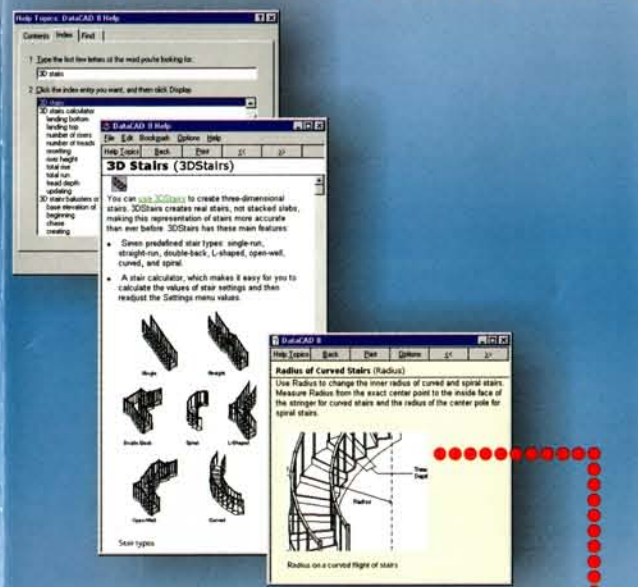 Help Topics: DataCAD 8 Help
Contents Index Find
1 Type the first few letters of the word you're looking for.
3D stairs
2 Click the index entry you want, and then click Display.
3D stairs
3D stairs calculator
landing bottom
landing top
number of risers
number of treads
resetting
riser height
total rise
total run
tread depth
updating
3D stairs balusters
base elevation of
beginning
chase
creating
DataCAD 8 Help
File Edit Bookmark Options Help
Help Topics Back Print << >>
3D Stairs (3DStairs)
You can use 3DStairs to create three-dimensional
stairs. 3DStairs creates real stairs, not stacked slabs,
making this representation of stairs more accurate
than ever before. 3DStairs has these main features:
• Seven predefined stair types: single-run,
straight-run, double-back, L-shaped, open-well,
curved, and spiral.
• A stair calculator, which makes it easy for you to
calculate the values of stair settings and then
readjust the Settings menu values.
Single Straight
Double Back Spiral L-Shaped
Open-Well Curved
Stair types
DataCAD 8
Help Topics Back Print Options << >>
Radius of Curved Stairs (Radius)
Use Radius to change the inner radius of curved and spiral stairs.
Measure Radius from the exact center point to the inside face of
the stringer for curved stairs and the radius of the center pole for
spiral stairs.
Radius
Radius on a curved flight of stairs